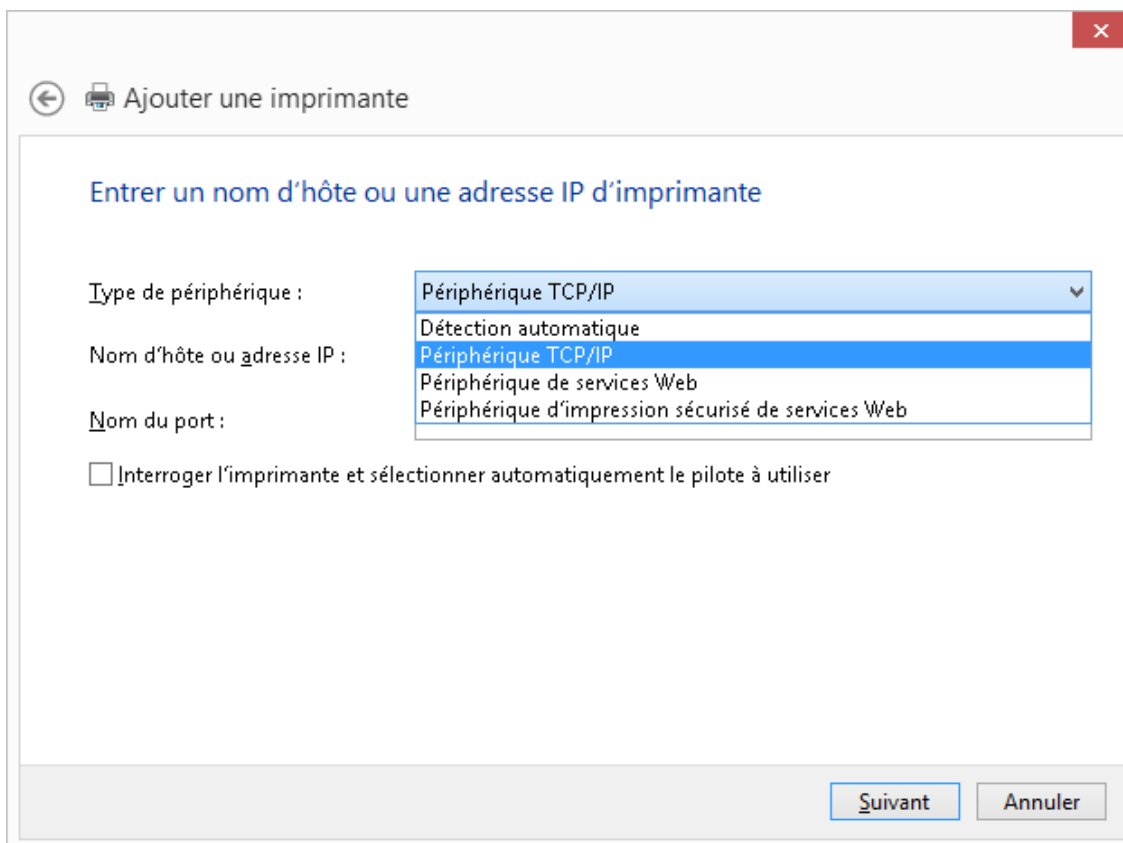 Ajouter une imprimante
Entrer un nom d'hôte ou une adresse IP d'imprimante
Type de périphérique :
Périphérique TCP/IP
Détection automatique
Nom d'hôte ou adresse IP :
Périphérique TCP/IP
Périphérique de services Web
Périphérique d'impression sécurisé de services Web
Nom du port :
Interroger l'imprimante et sélectionner automatiquement le pilote à utiliser
Suivant
Annuler